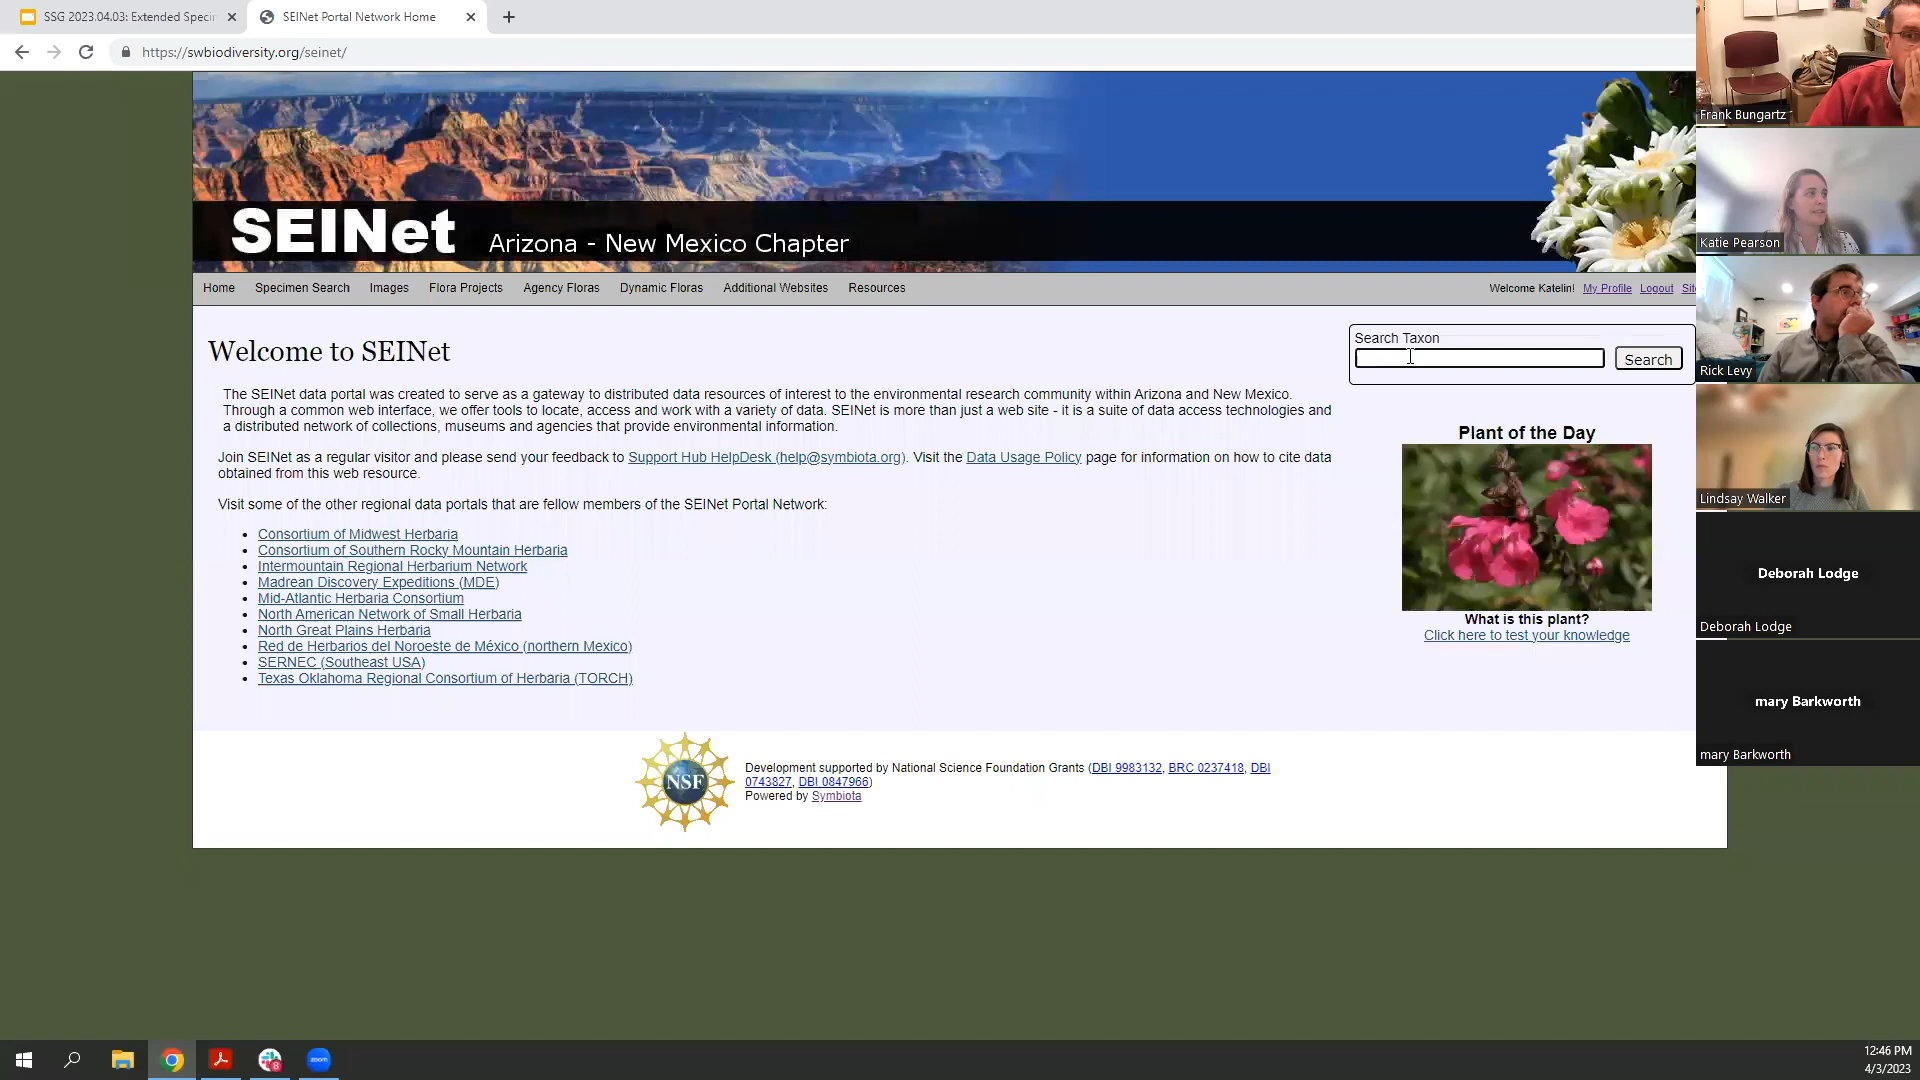 SSG 2023.04.03: Extended Speci
SEINet Portal Network Home
https://swbiodiversity.org/seinet/
SEINet
Arizona - New Mexico Chapter
Home
Specimen Search
Images
Flora Projects
Agency Floras
Dynamic Floras
Additional Websites
Resources
Welcome Katelin!
My Profile
Logout
Sit
Welcome to SEINet
The SEINet data portal was created to serve as a gateway to distributed data resources of interest to the environmental research community within Arizona and New Mexico.
Through a common web interface, we offer tools to locate, access and work with a variety of data. SEINet is more than just a web site - it is a suite of data access technologies and
a distributed network of collections, museums and agencies that provide environmental information.
Join SEINet as a regular visitor and please send your feedback to Support Hub HelpDesk (help@symbiota.org). Visit the Data Usage Policy page for information on how to cite data
obtained from this web resource.
Visit some of the other regional data portals that are fellow members of the SEINet Portal Network:
Consortium of Midwest Herbaria
Consortium of Southern Rocky Mountain Herbaria
Intermountain Regional Herbarium Network
Madrean Discovery Expeditions (MDE)
Mid-Atlantic Herbaria Consortium
North American Network of Small Herbaria
North Great Plains Herbaria
Red de Herbarios del Noroeste de México (northern Mexico)
SERNEC (Southeast USA)
Texas Oklahoma Regional Consortium of Herbaria (TORCH)
Search Taxon
Search
Plant of the Day
What is this plant?
Click here to test your knowledge
NSF
Development supported by National Science Foundation Grants (DBI 9983132, BRC 0237418, DBI
0743827, DBI 0847966)
Powered by Symbiota
Frank Bungartz
Katie Pearson
Rick Levy
Lindsay Walker
Deborah Lodge
Deborah Lodge
mary Barkworth
mary Barkworth
8
zoom
12:46 PM
4/3/2023